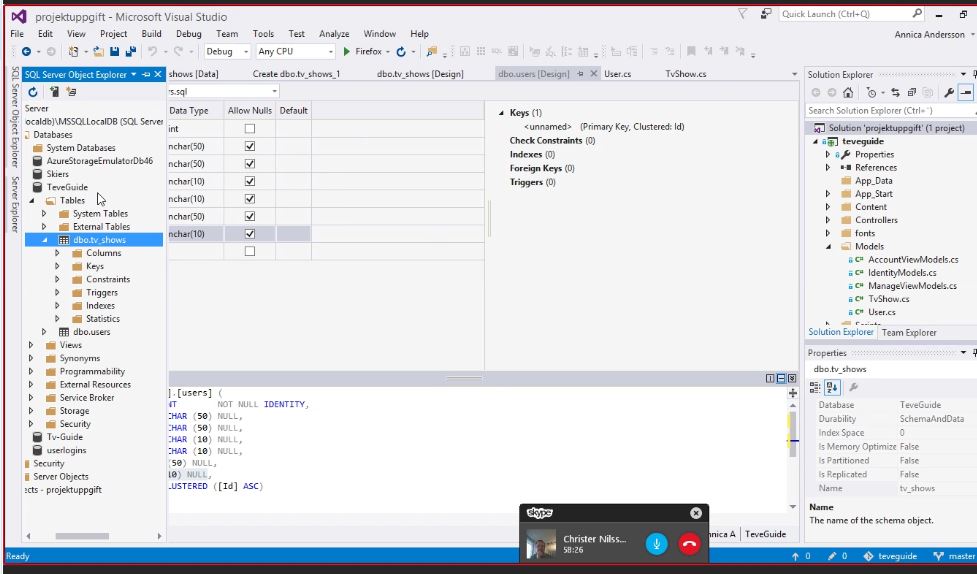 projektuppgift - Microsoft Visual Studio
Quick Launch (Ctrl+Q)
File Edit View Project Build Debug Team Tools Test Analyze Window Help
Annica Andersson
Debug Any CPU Firefox
SQL Server Object Explorer
Server Explorer
SQL Server Object Explorer
shows [Data] Create dbo.tv_shows_1 dbo.tv_shows [Design] dbo.users [Design] User.cs TvShow.cs
rs.sql
Data Type Allow Nulls Default
int
nchar(50)
nchar(50)
nchar(10)
nchar(10)
nchar(50)
nchar(10)
Server
ocaldb)\MSSQLLocalDB (SQL Server
Databases
System Databases
AzureStorageEmulatorDb46
Skiers
TeveGuide
Tables
System Tables
External Tables
dbo.tv_shows
Columns
Keys
Constraints
Triggers
Indexes
Statistics
dbo.users
Views
Synonyms
Programmability
External Resources
Service Broker
Storage
Security
Tv-Guide
userlogins
Security
Server Objects
ects - projektuppgift
Keys (1)
<unnamed> (Primary Key, Clustered: Id)
Check Constraints (0)
Indexes (0)
Foreign Keys (0)
Triggers (0)
].[users] (
NT NOT NULL IDENTITY,
CHAR (50) NULL,
CHAR (50) NULL,
CHAR (10) NULL,
CHAR (10) NULL,
(50) NULL,
10) NULL,
LUSTERED ([Id] ASC)
Solution Explorer
Search Solution Explorer (Ctrl+¨)
Solution 'projektuppgift' (1 project)
teveguide
Properties
References
App_Data
App_Start
Content
Controllers
fonts
Models
AccountViewModels.cs
IdentityModels.cs
ManageViewModels.cs
TvShow.cs
User.cs
Scripts
Solution Explorer Team Explorer
Properties
dbo.tv_shows
Database TeveGuide
Durability SchemaAndData
Index Space 0
Is Memory Optimize False
Is Partitioned False
Is Replicated False
Name tv_shows
Name
The name of the schema object.
skype
Christer Nilss...
58:26
nnica A TeveGuide
Ready
0 0 teveguide master